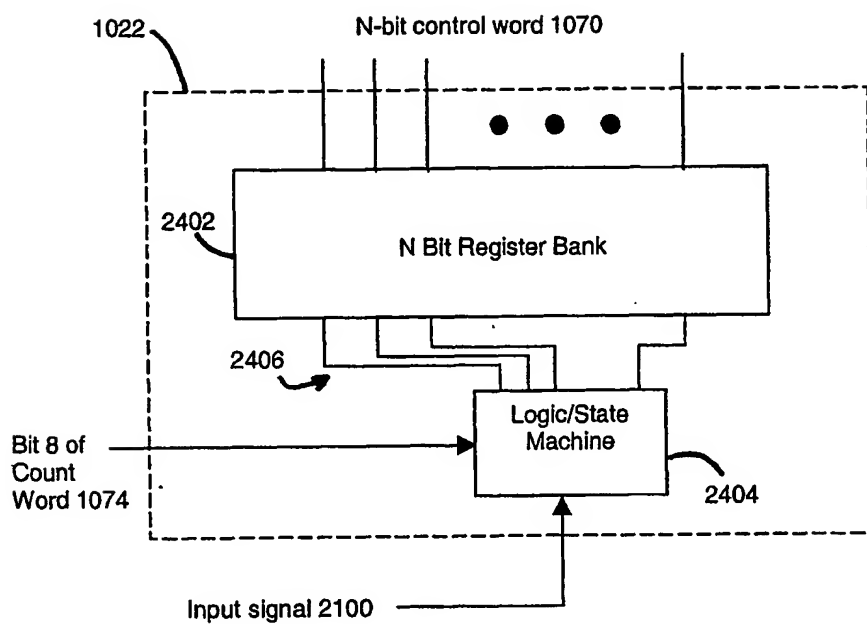 1022
N-bit control word 1070
2402
N Bit Register Bank
2406
Logic/State
Machine
Bit 8 of
Count
Word 1074
2404
Input signal 2100